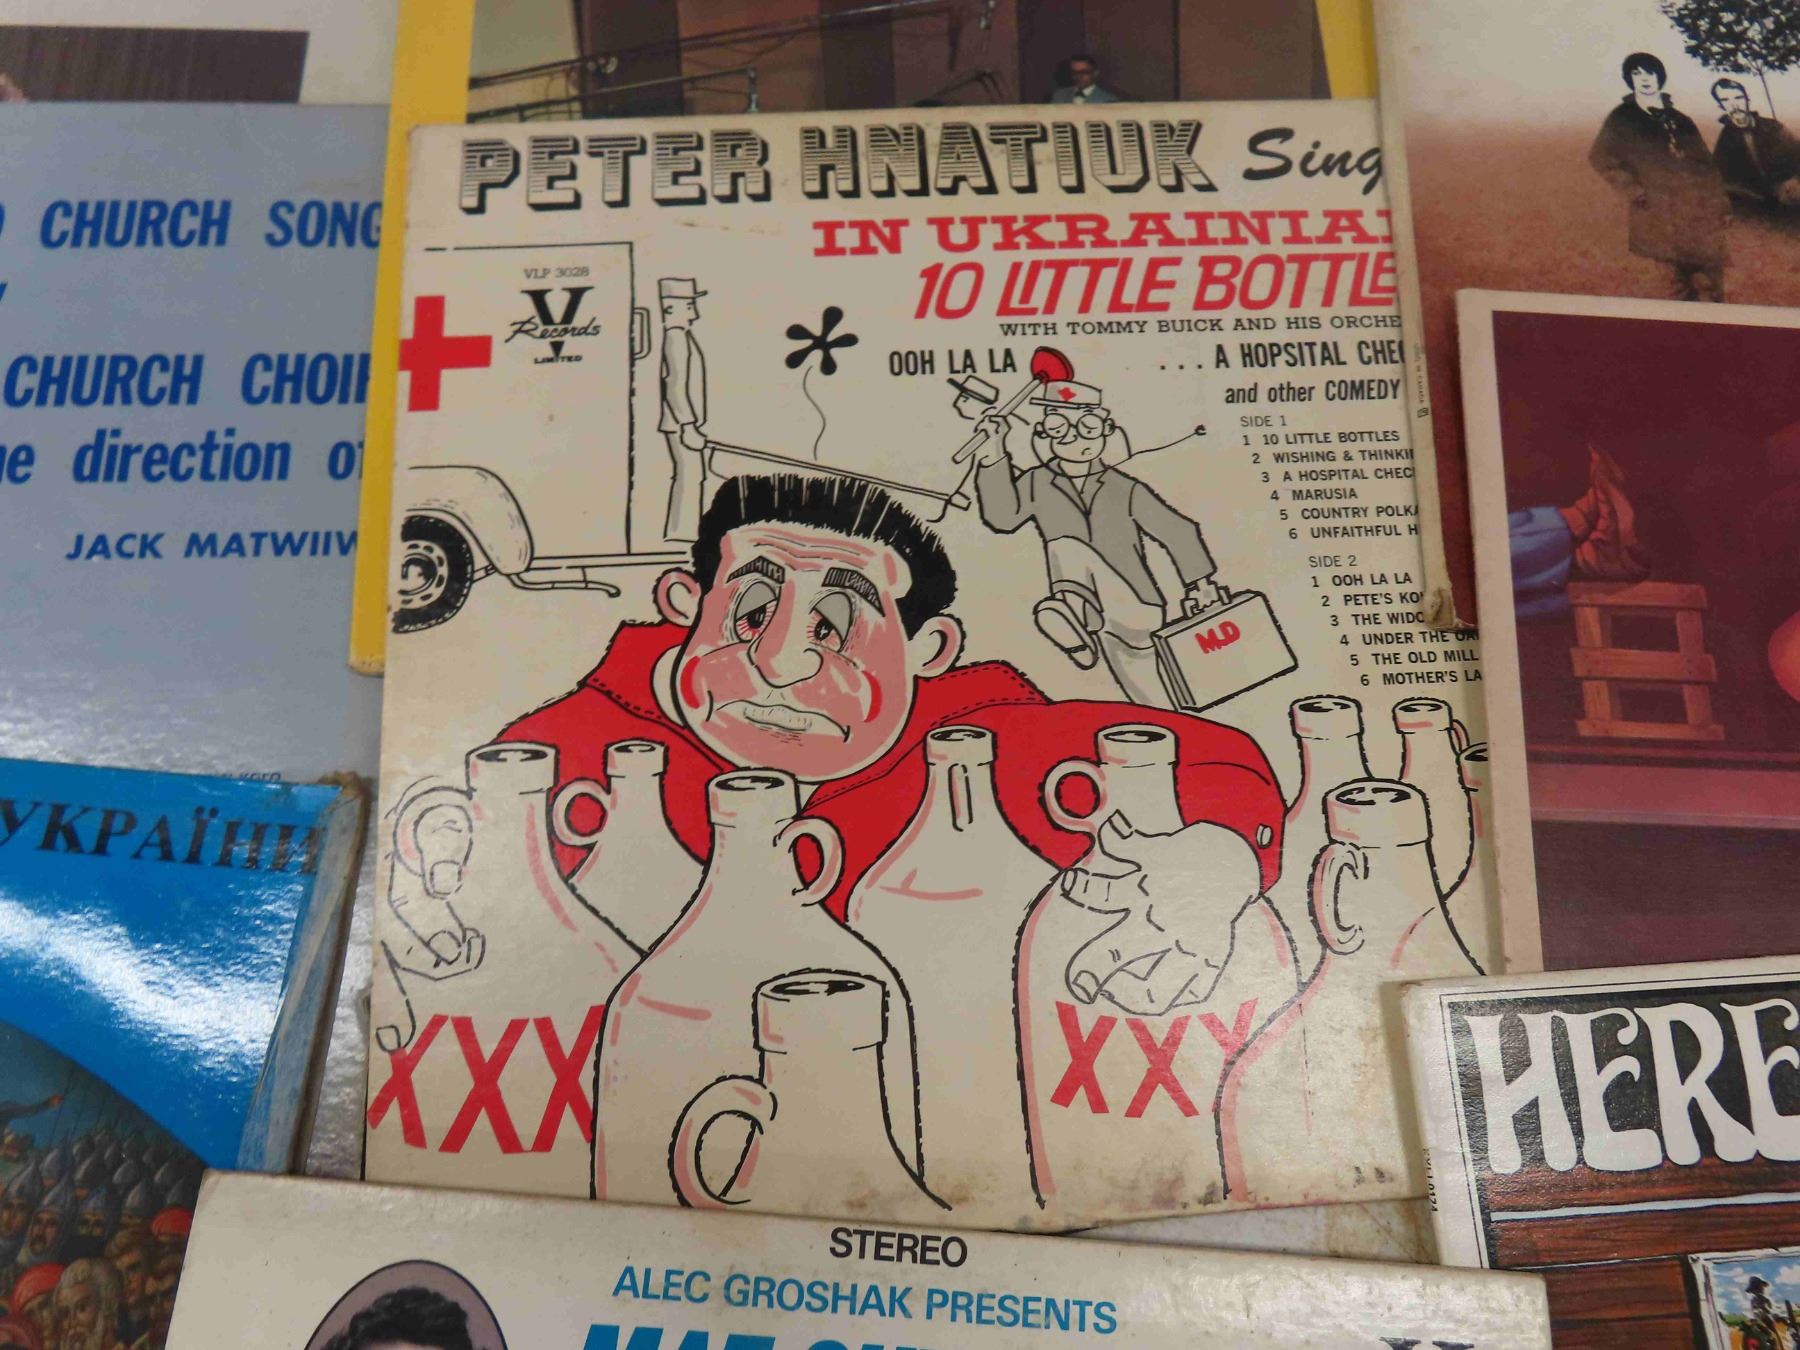 CHURCH SONG
CHURCH CHOIR
direction of
JACK MATWIIW
УКРАЇНИ
PETER HNATIUK Sing
IN UKRAINIAN
10 LITTLE BOTTLE
WITH TOMMY BUICK AND HIS ORCHE
OOH LA LA
... A HOPSITAL CHEC
and other COMEDY
VLP 3028
V
Records
LIMITED
SIDE 1
1 10 LITTLE BOTTLES
2 WISHING & THINKI
3 A HOSPITAL CHEC
4 MARUSIA
5 COUNTRY POLKA
6 UNFAITHFUL H
SIDE 2
1 OOH LA LA
2 PETE'S KO
3 THE WIDO
4 UNDER THE OA
5 THE OLD MILL
6 MOTHER'S LA
M.D
XXX
XXX
HERE
STEREO
ALEC GROSHAK PRESENTS